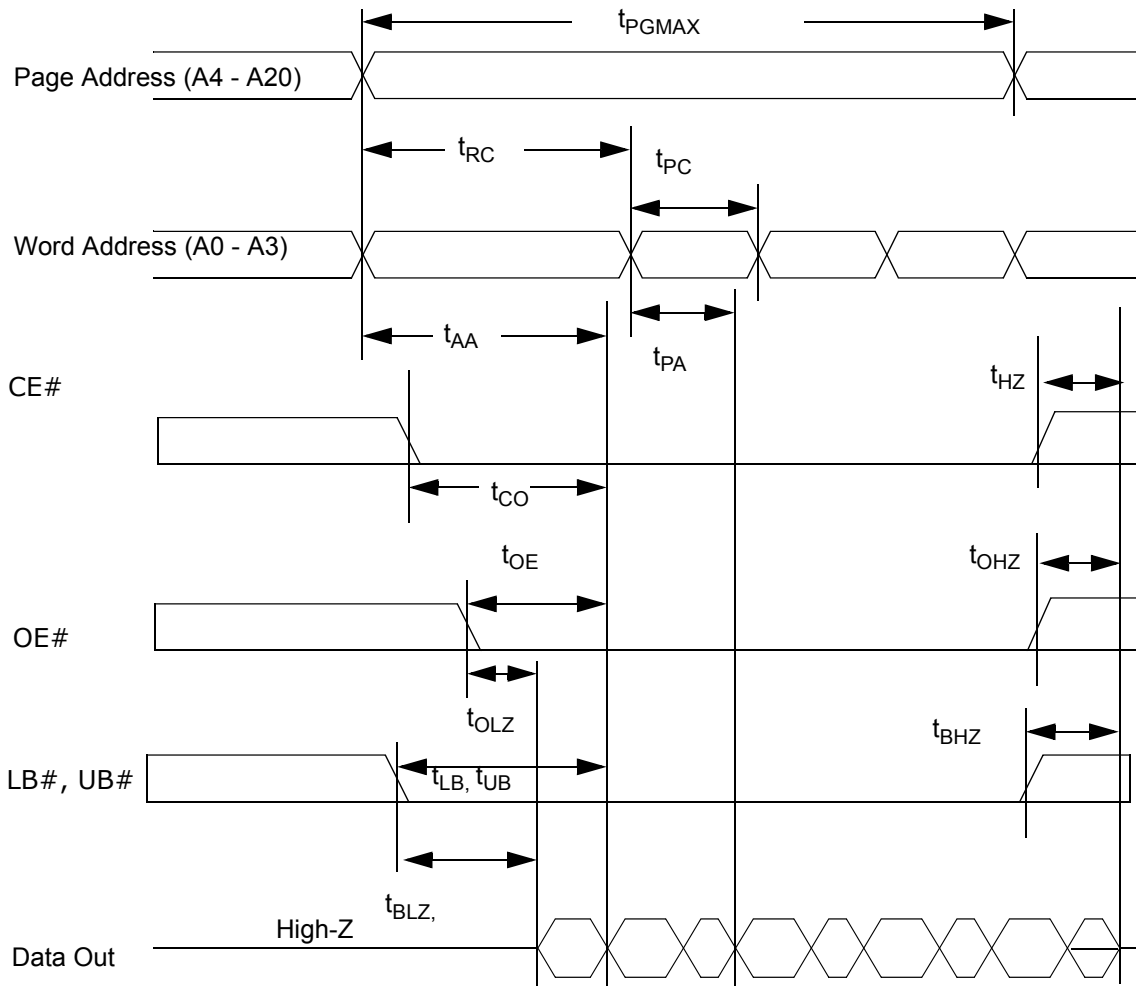 tPGMAX
Page Address (A4 - A20)
tRC
tPC
Word Address (A0 - A3)
tAA
tPA
tHZ
CE#
tCO
tOE
tOHZ
OE#
tOLZ
tBHZ
LB#, UB#
tLB, tUB
tBLZ,
High-Z
Data Out